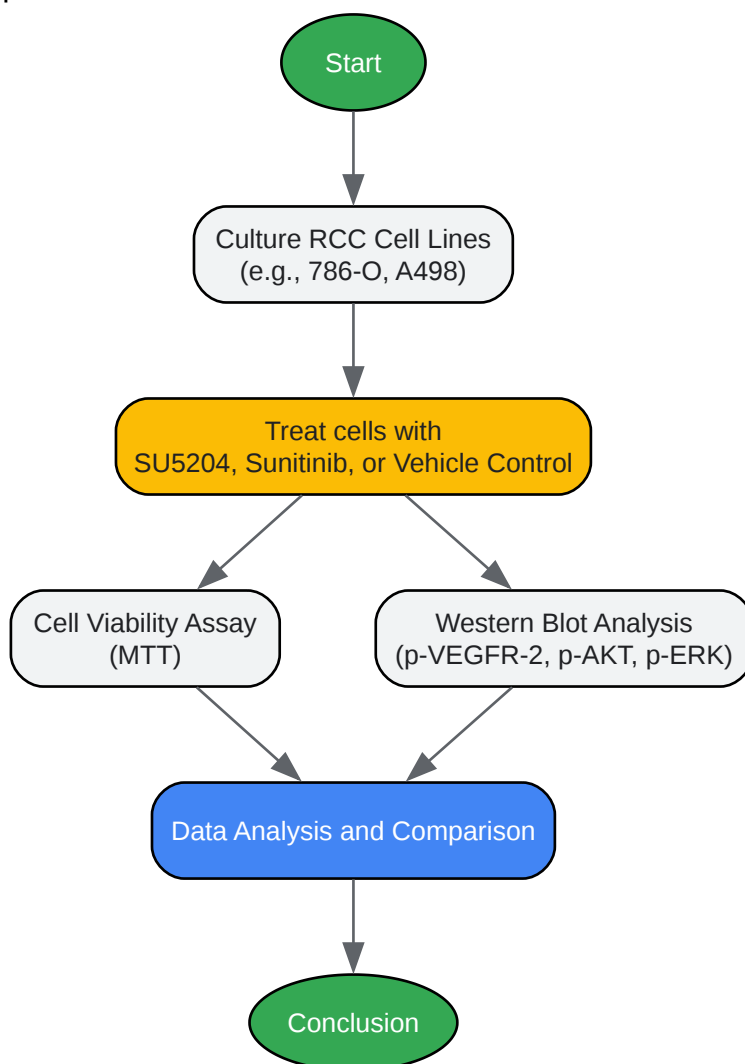 Start
Culture RCC Cell Lines
(e.g., 786-O, A498)
Treat cells with
SU5204, Sunitinib, or Vehicle Control
Cell Viability Assay
(MTT)
Western Blot Analysis
(p-VEGFR-2, p-AKT, p-ERK)
Data Analysis and Comparison
Conclusion